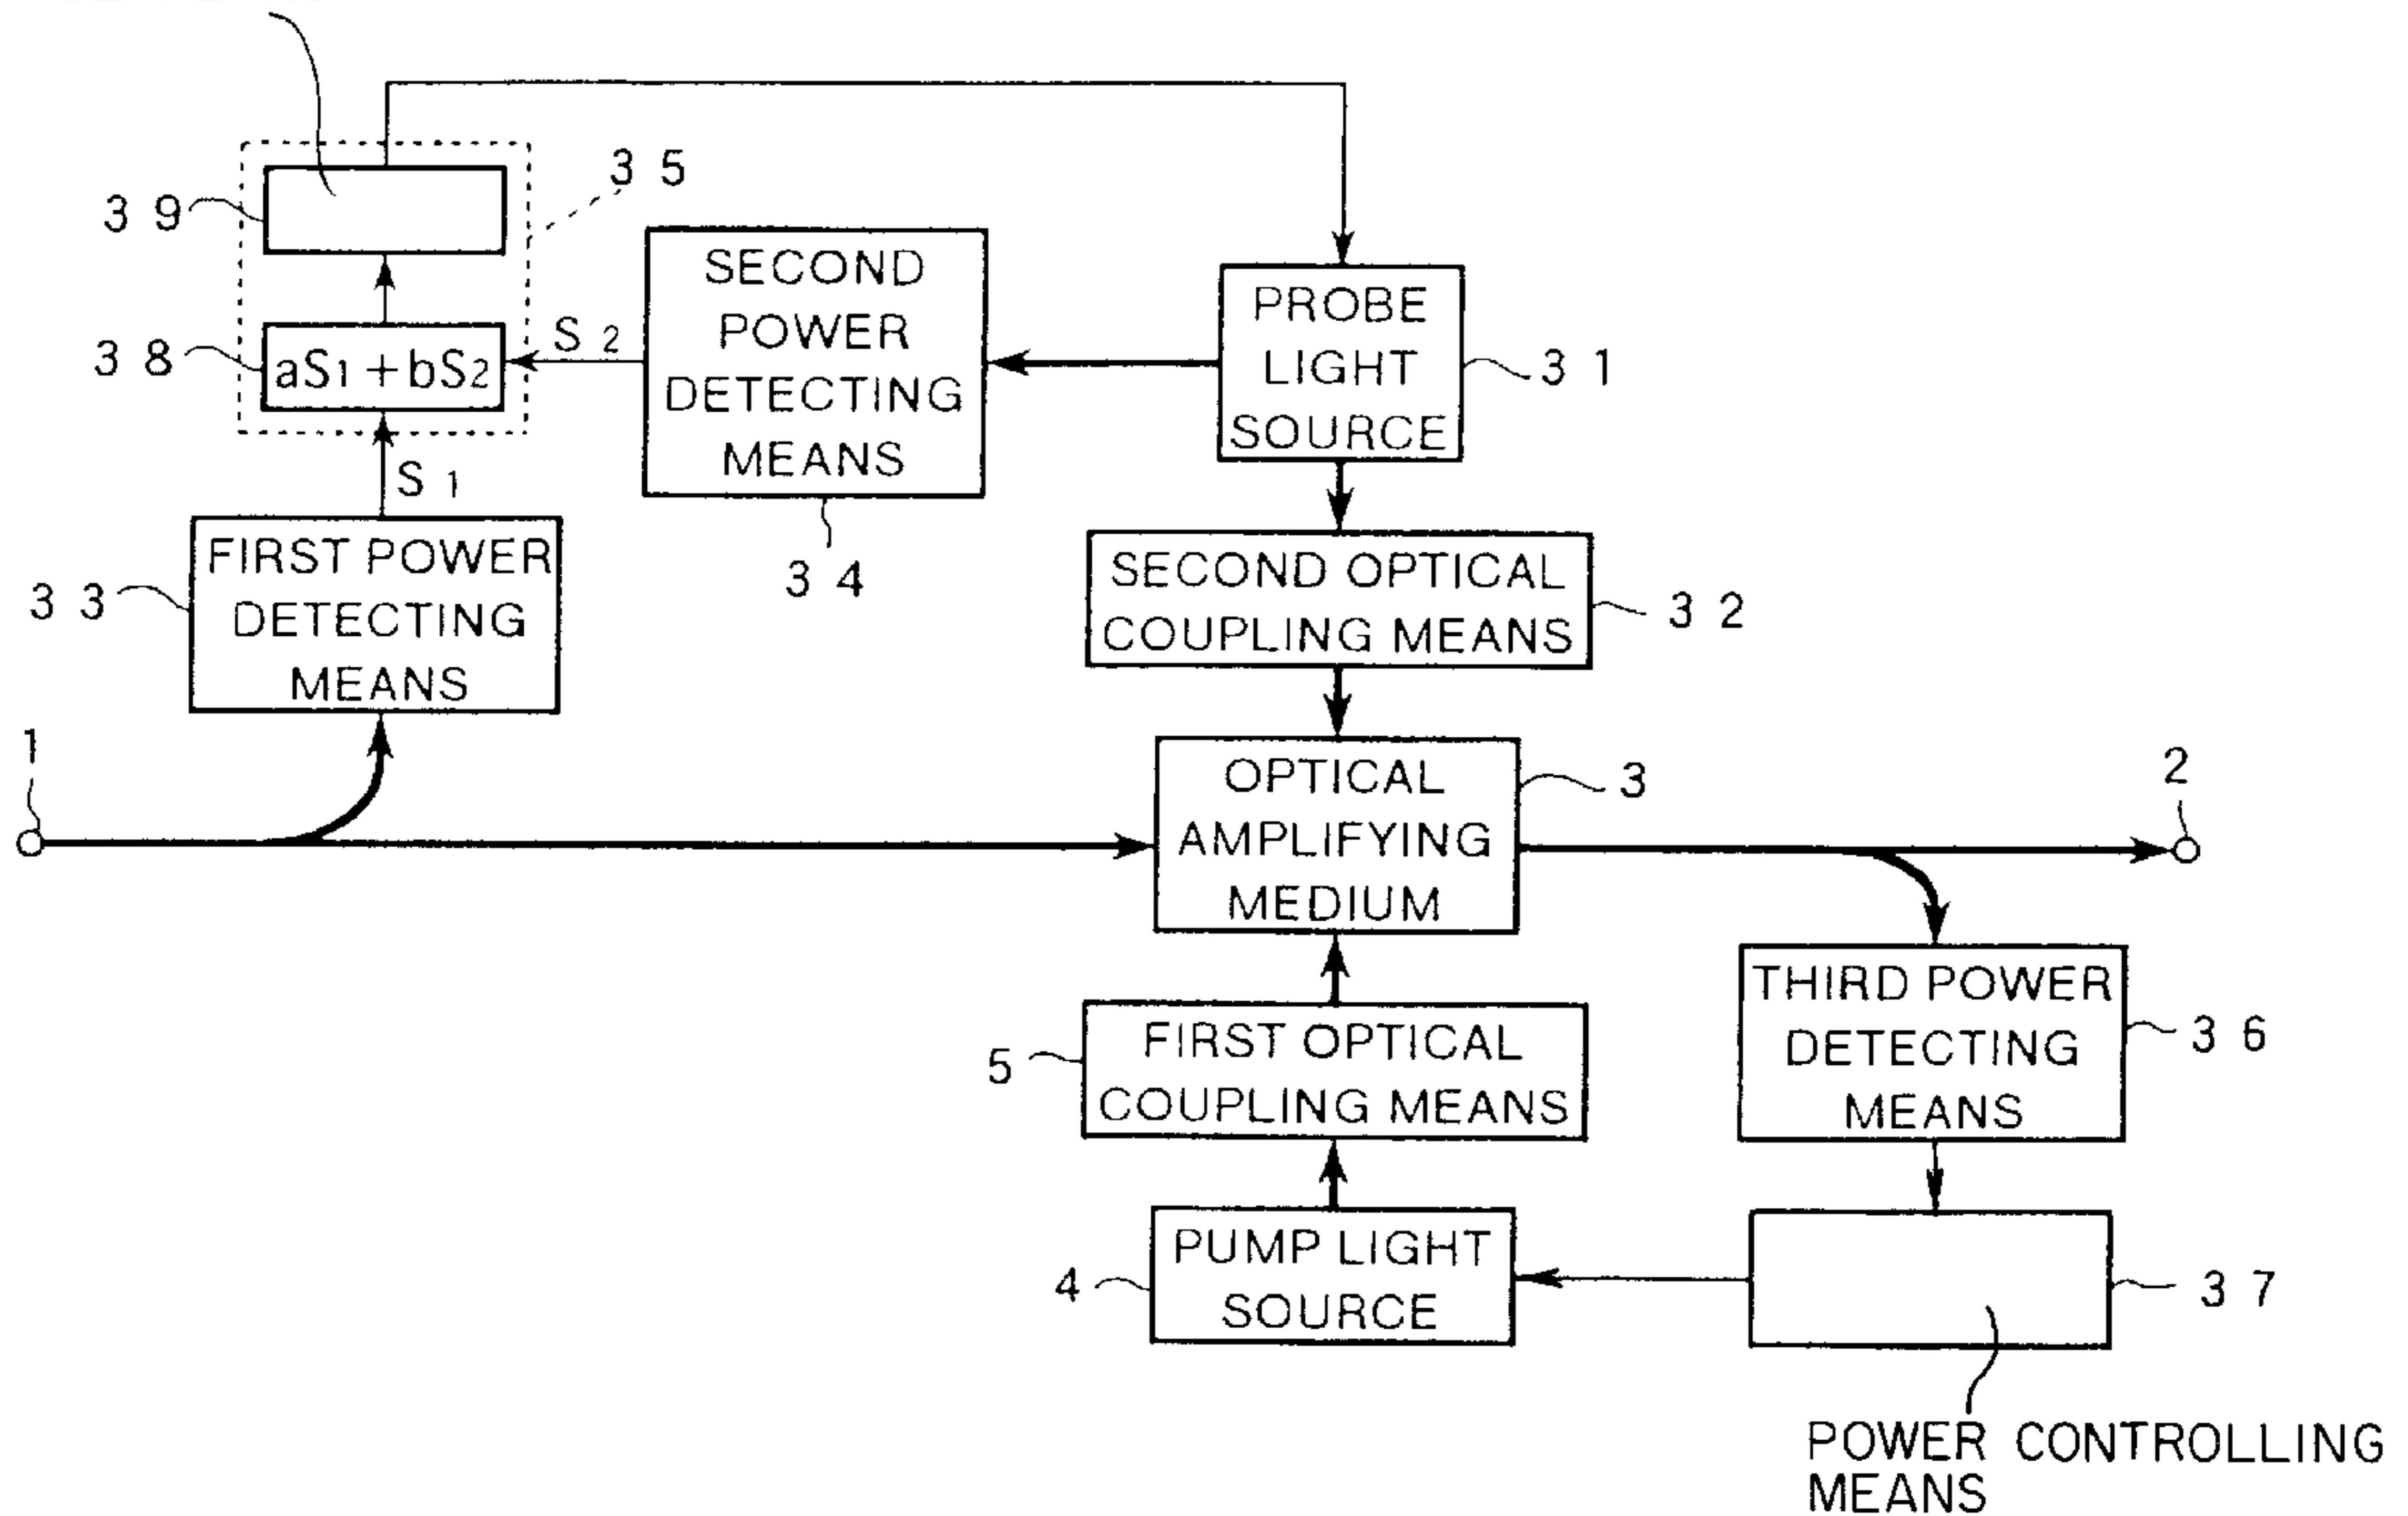 3 5
3 9
SECOND
POWER
DETECTING
MEANS
S 2
PROBE
LIGHT
SOURCE
3 1
3 8
aS1 + bS2
S 1
3 4
FIRST POWER
DETECTING
MEANS
3 3
SECOND OPTICAL
COUPLING MEANS
3 2
1
OPTICAL
AMPLIFYING
MEDIUM
3
2
THIRD POWER
DETECTING
MEANS
3 6
FIRST OPTICAL
COUPLING MEANS
5
PUMP LIGHT
SOURCE
4
3 7
POWER CONTROLLING
MEANS